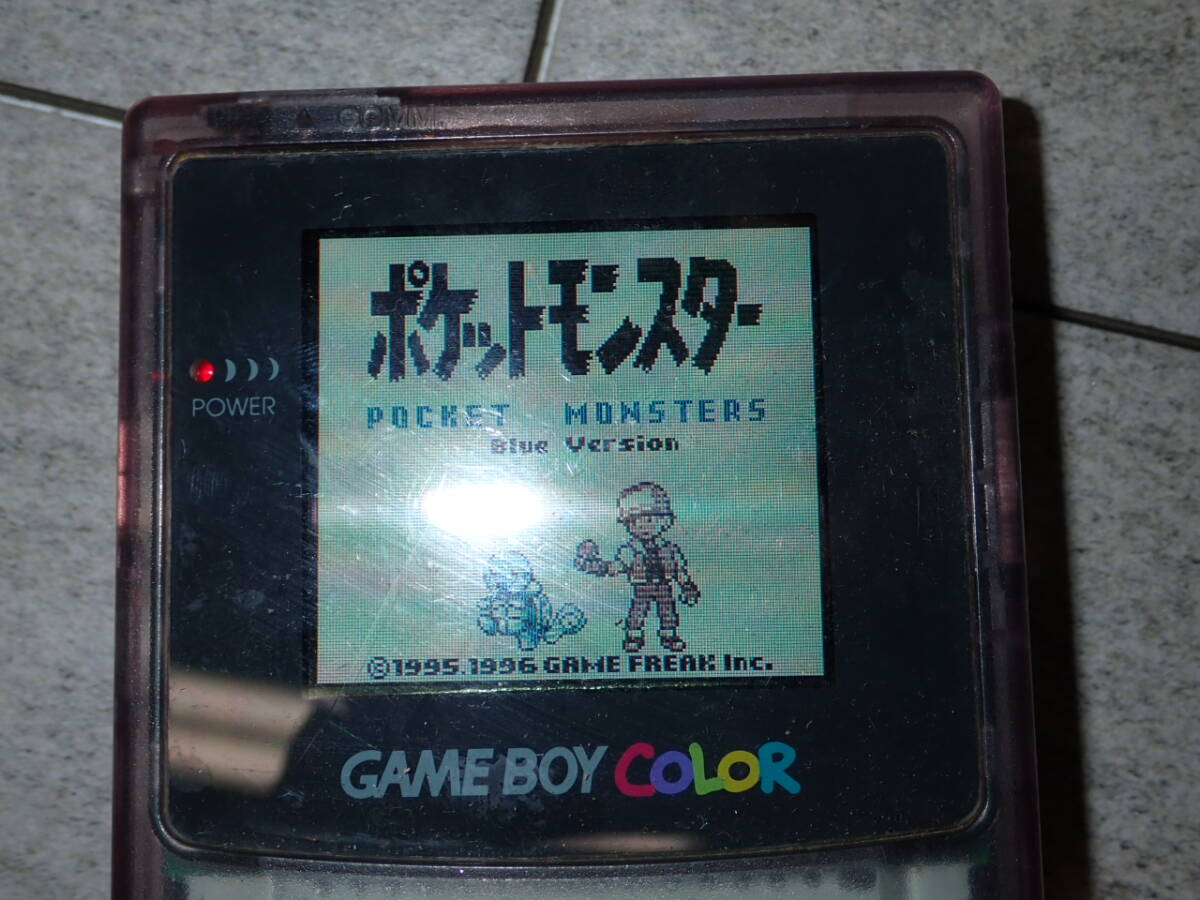 ▲ COMM.
ポケットモンスター
POCKET MONSTERS
Blue Version
POWER
©1995.1996 GAME FREAK Inc.
GAME BOY COLOR